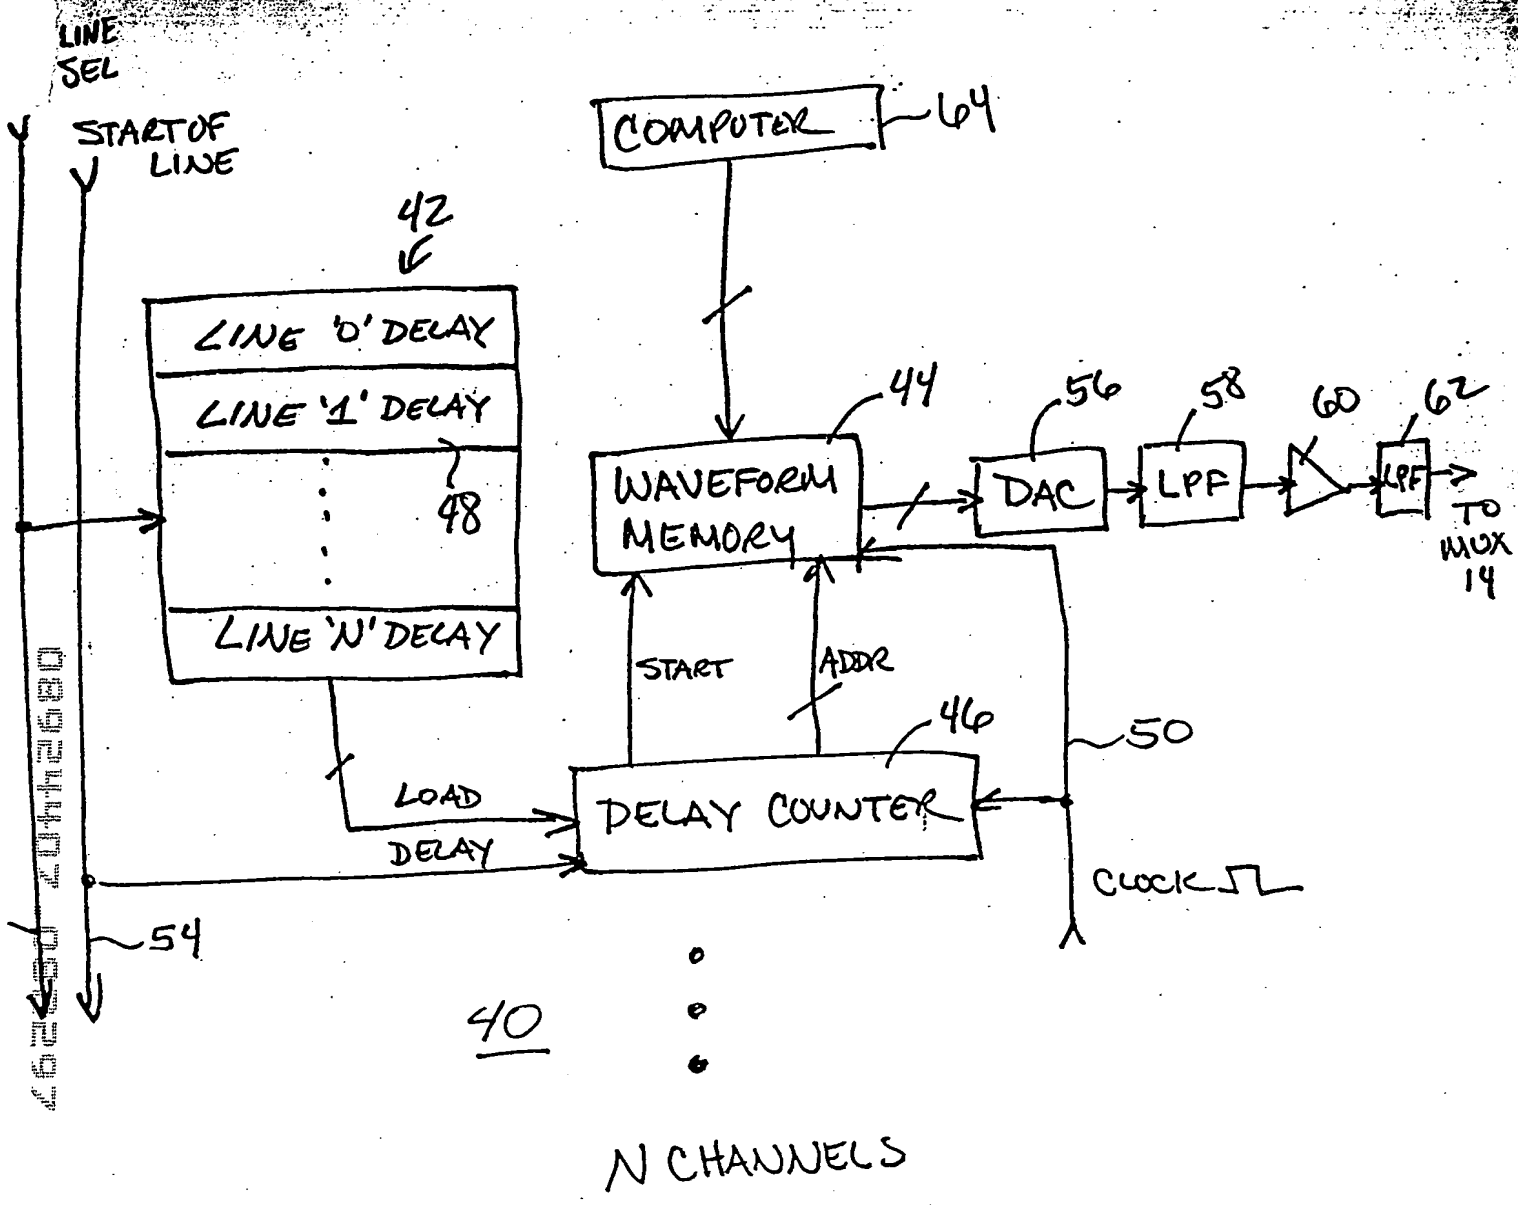 LINE
SEL
START OF
LINE
COMPUTER
64
42
LINE '0' DELAY
LINE '1' DELAY
48
LINE 'N' DELAY
44
WAVEFORM
MEMORY
56
DAC
58
LPF
60
62
LPF
TO
MUX
14
START
ADDR
46
50
LOAD
DELAY
DELAY COUNTER
CLOCK
54
40
N CHANNELS